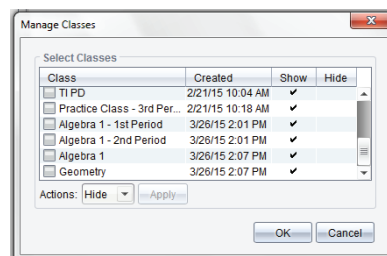 Manage Classes
Select Classes
Class Created Show Hide
TI PD 2/21/15 10:04 AM ✔
Practice Class - 3rd Per... 2/21/15 10:18 AM ✔
Algebra 1 - 1st Period 3/26/15 2:01 PM ✔
Algebra 1 - 2nd Period 3/26/15 2:01 PM ✔
Algebra 1 3/26/15 2:07 PM ✔
Geometry 3/26/15 2:07 PM ✔
Actions: Hide Apply
OK Cancel